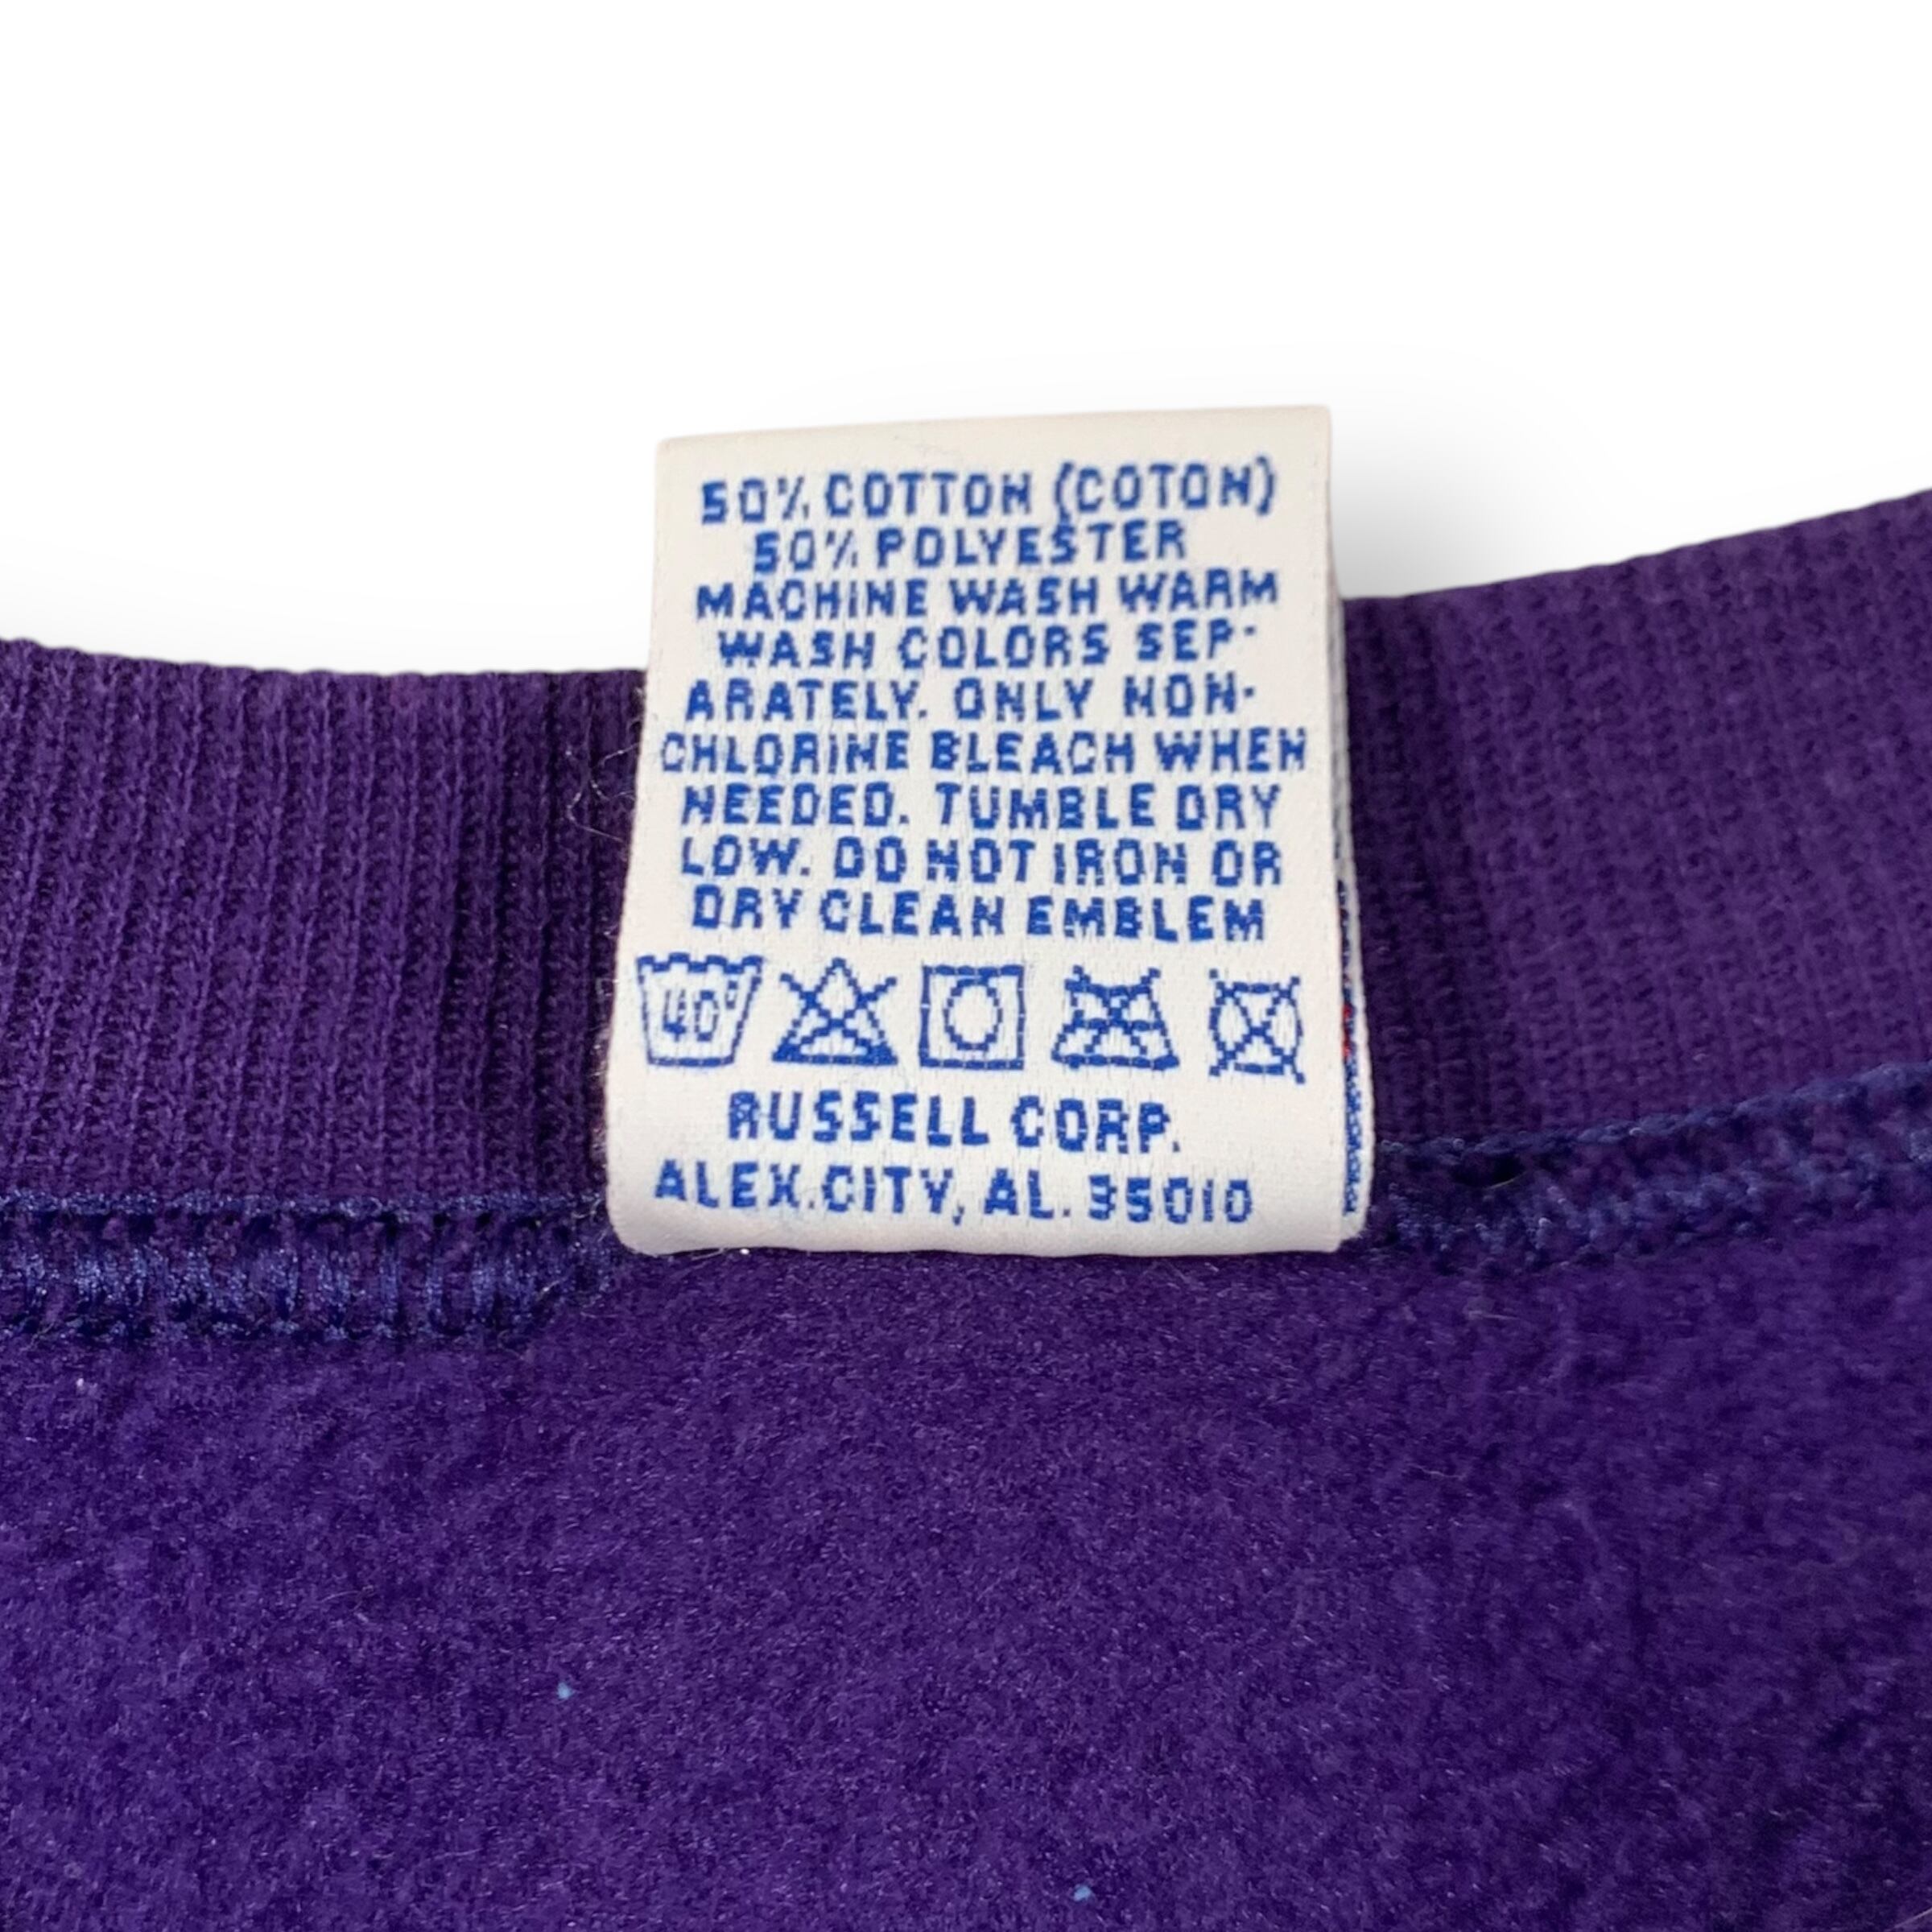 50% COTTON (COTON)
50% POLYESTER
MACHINE WASH WARM
WASH COLORS SEP-
ARATELY. ONLY NON-
CHLORINE BLEACH WHEN
NEEDED. TUMBLE DRY
LOW. DO NOT IRON OR
DRY CLEAN EMBLEM
40°
RUSSELL CORP.
ALEX.CITY, AL. 35010